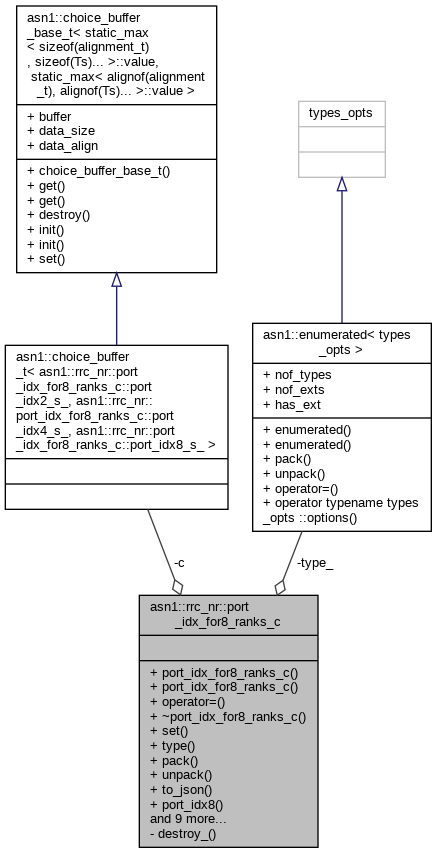 asn1::choice_buffer
_base_t< static_max
< sizeof(alignment_t)
, sizeof(Ts)... >::value,
static_max< alignof(alignment
_t), alignof(Ts)... >::value >
+ buffer
+ data_size
+ data_align
+ choice_buffer_base_t()
+ get()
+ get()
+ destroy()
+ init()
+ init()
+ set()
types_opts
asn1::choice_buffer
_t< asn1::rrc_nr::port
_idx_for8_ranks_c::port
_idx2_s_, asn1::rrc_nr::
port_idx_for8_ranks_c::port
_idx4_s_, asn1::rrc_nr::port
_idx_for8_ranks_c::port_idx8_s_ >
asn1::enumerated< types
_opts >
+ nof_types
+ nof_exts
+ has_ext
+ enumerated()
+ enumerated()
+ pack()
+ unpack()
+ operator=()
+ operator typename types
_opts ::options()
-c
-type_
asn1::rrc_nr::port
_idx_for8_ranks_c
+ port_idx_for8_ranks_c()
+ port_idx_for8_ranks_c()
+ operator=()
+ ~port_idx_for8_ranks_c()
+ set()
+ type()
+ pack()
+ unpack()
+ to_json()
+ port_idx8()
and 9 more...
- destroy_()